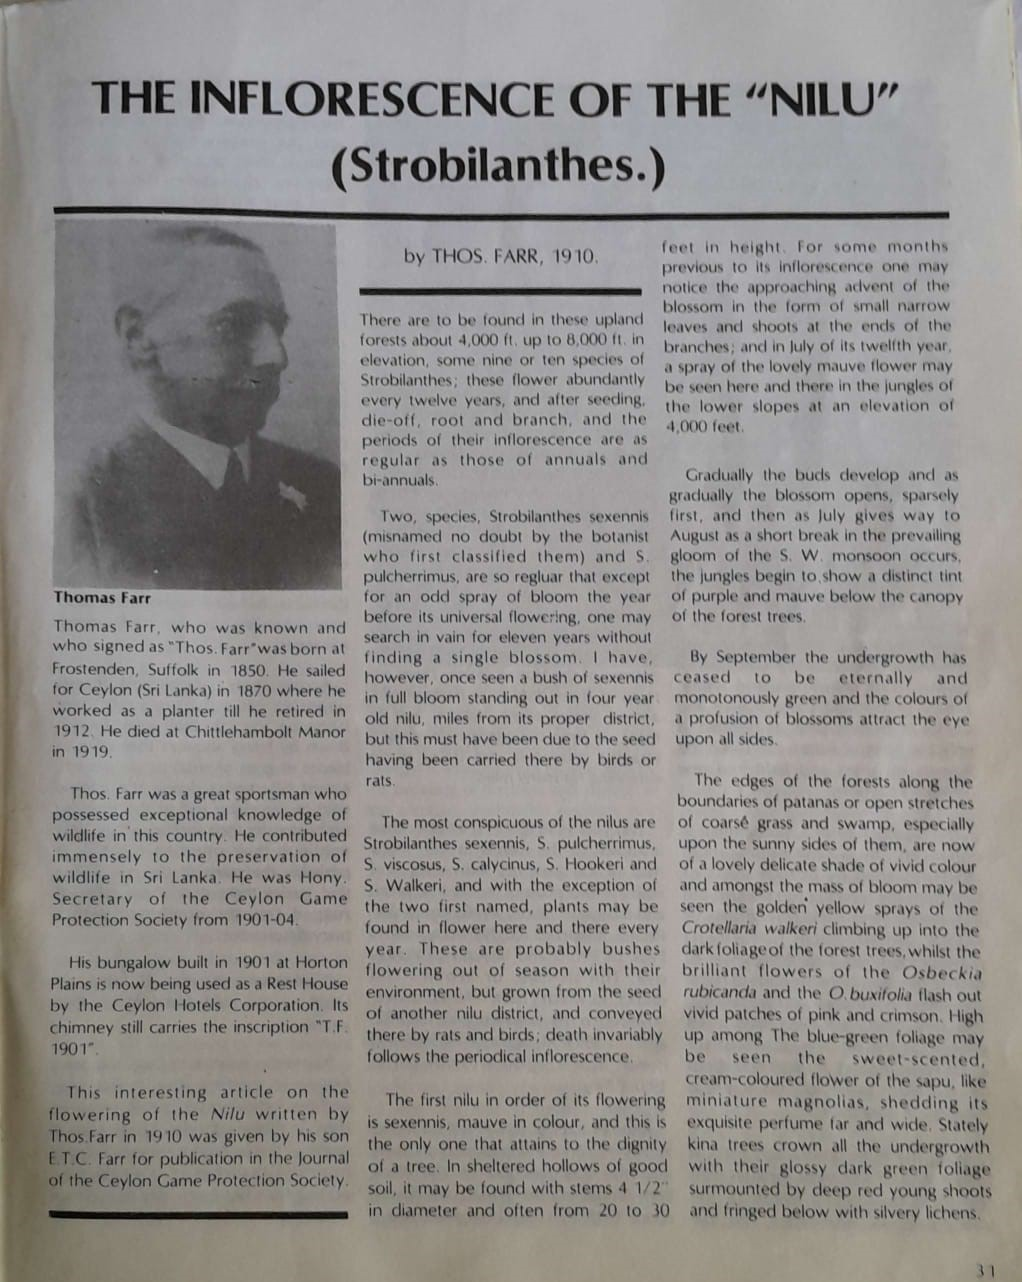 THE INFLORESCENCE OF THE “NILU”
(Strobilanthes.)
Thomas Farr
Thomas Farr, who was known and
who signed as “Thos. Farr”was born at
Frostenden, Suffolk in 1850. He sailed
for Ceylon (Sri Lanka) in 1870 where he
worked as a planter till he retired in
1912. He died at Chittlehambolt Manor
in 1919.
Thos. Farr was a great sportsman who
possessed exceptional knowledge of
wildlife in this country. He contributed
immensely to the preservation of
wildlife in Sri Lanka. He was Hony.
Secretary of the Ceylon Game
Protection Society from 1901-04.
His bungalow built in 1901 at Horton
Plains is now being used as a Rest House
by the Ceylon Hotels Corporation. Its
chimney still carries the inscription “T.F.
1901”.
This interesting article on the
flowering of the Nilu written by
Thos.Farr in 1910 was given by his son
E.T.C. Farr for publication in the Journal
of the Ceylon Game Protection Society.
by THOS. FARR, 1910.
There are to be found in these upland
forests about 4,000 ft. up to 8,000 ft. in
elevation, some nine or ten species of
Strobilanthes; these flower abundantly
every twelve years, and after seeding,
die-off, root and branch, and the
periods of their inflorescence are as
regular as those of annuals and
bi-annuals.
Two, species, Strobilanthes sexennis
(misnamed no doubt by the botanist
who first classified them) and S.
pulcherrimus, are so regluar that except
for an odd spray of bloom the year
before its universal flowering, one may
search in vain for eleven years without
finding a single blossom. I have,
however, once seen a bush of sexennis
in full bloom standing out in four year
old nilu, miles from its proper district,
but this must have been due to the seed
having been carried there by birds or
rats.
The most conspicuous of the nilus are
Strobilanthes sexennis, S. pulcherrimus,
S. viscosus, S. calycinus, S. Hookeri and
S. Walkeri, and with the exception of
the two first named, plants may be
found in flower here and there every
year. These are probably bushes
flowering out of season with their
environment, but grown from the seed
of another nilu district, and conveyed
there by rats and birds; death invariably
follows the periodical inflorescence.
The first nilu in order of its flowering
is sexennis, mauve in colour, and this is
the only one that attains to the dignity
of a tree. In sheltered hollows of good
soil, it may be found with stems 4 1/2"
in diameter and often from 20 to 30
feet in height. For some months
previous to its inflorescence one may
notice the approaching advent of the
blossom in the form of small narrow
leaves and shoots at the ends of the
branches; and in July of its twelfth year,
a spray of the lovely mauve flower may
be seen here and there in the jungles of
the lower slopes at an elevation of
4,000 feet.
Gradually the buds develop and as
gradually the blossom opens, sparsely
first, and then as July gives way to
August as a short break in the prevailing
gloom of the S. W. monsoon occurs,
the jungles begin to show a distinct tint
of purple and mauve below the canopy
of the forest trees.
By September the undergrowth has
ceased to be eternally and
monotonously green and the colours of
a profusion of blossoms attract the eye
upon all sides.
The edges of the forests along the
boundaries of patanas or open stretches
of coarse grass and swamp, especially
upon the sunny sides of them, are now
of a lovely delicate shade of vivid colour
and amongst the mass of bloom may be
seen the golden yellow sprays of the
Crotellaria walkeri climbing up into the
dark foliage of the forest trees, whilst the
brilliant flowers of the Osbeckia
rubicanda and the O. buxifolia flash out
vivid patches of pink and crimson. High
up among The blue-green foliage may
be seen the sweet-scented,
cream-coloured flower of the sapu, like
miniature magnolias, shedding its
exquisite perfume far and wide. Stately
kina trees crown all the undergrowth
with their glossy dark green foliage
surmounted by deep red young shoots
and fringed below with silvery lichens.
31